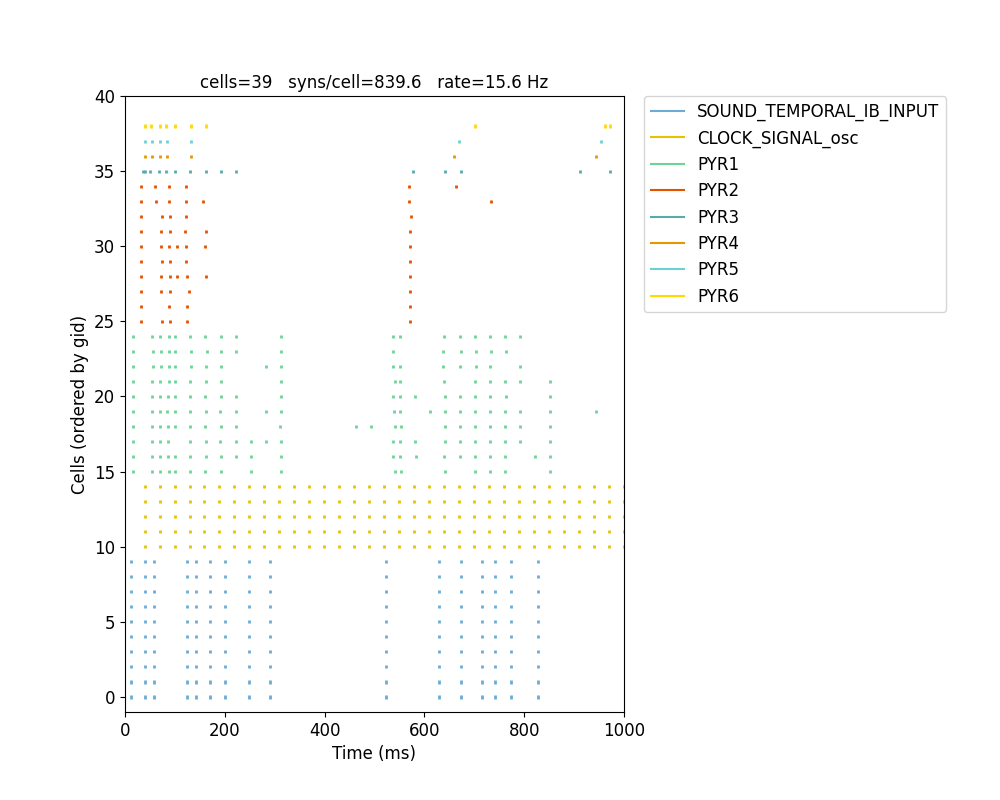 cells=39   syns/cell=839.6   rate=15.6 Hz
40
35
30
25
20
15
10
5
0
Cells (ordered by gid)
0 200 400 600 800 1000
Time (ms)
SOUND_TEMPORAL_IB_INPUT
CLOCK_SIGNAL_osc
PYR1
PYR2
PYR3
PYR4
PYR5
PYR6